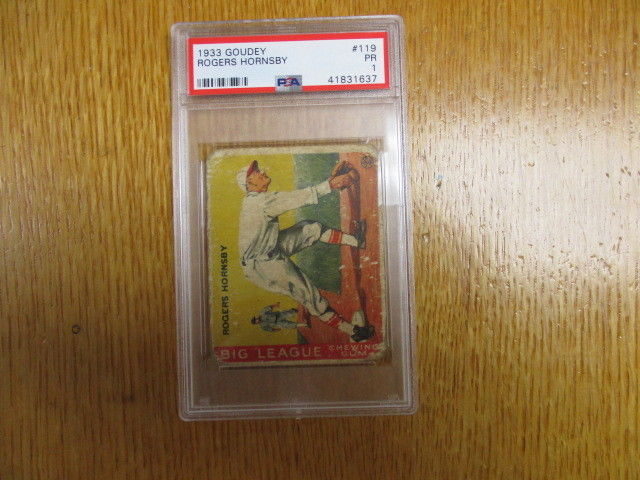 1933 GOUDEY
ROGERS HORNSBY
#119
PR
1
PSA
41831637
ROGERS HORNSBY
BIG LEAGUE CHEWING
GUM